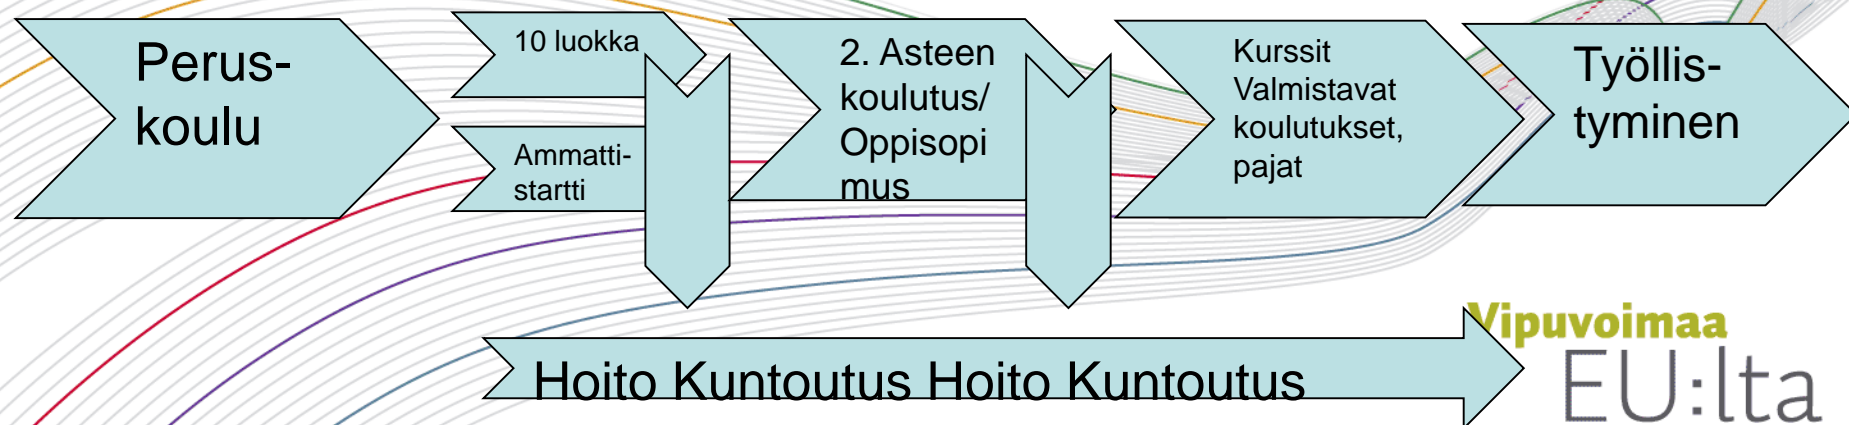 Perus-
koulu
10 luokka
Ammatti-
startti
2. Asteen
koulutus/
Oppisopi
mus
Kurssit
Valmistavat
koulutukset,
pajat
Työllis-
tyminen
Hoito Kuntoutus Hoito Kuntoutus
Vipuvoimaa
EU:lta